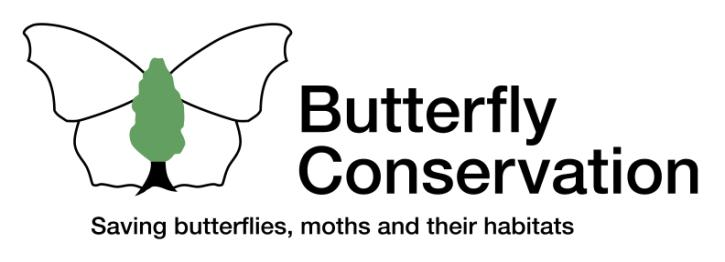 Butterfly
Conservation
Saving butterflies, moths and their habitats